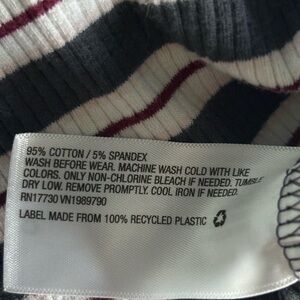 95% COTTON / 5% SPANDEX
WASH BEFORE WEAR. MACHINE WASH COLD WITH LIKE
COLORS. ONLY NON-CHLORINE BLEACH IF NEEDED. TUMBLE
DRY LOW. REMOVE PROMPTLY. COOL IRON IF NEEDED.
RN17730 VN1989790
LABEL MADE FROM 100% RECYCLED PLASTIC